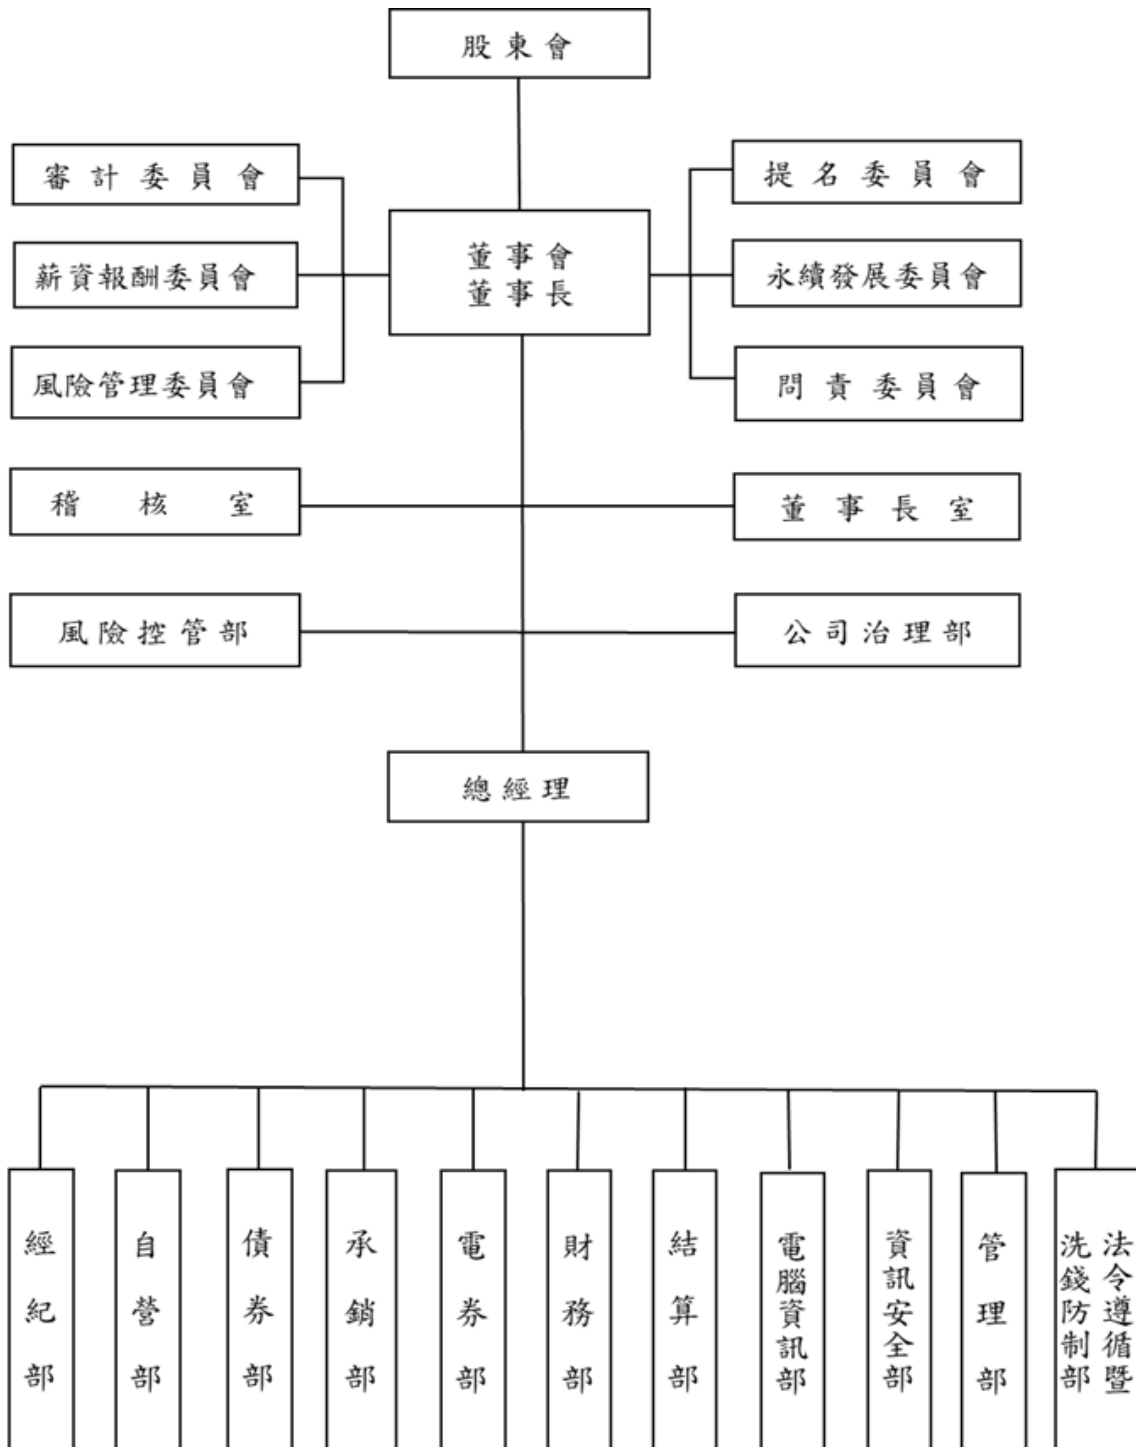 股東會
審計委員會
提名委員會
董事會
董事長
薪資報酬委員會
永續發展委員會
風險管理委員會
問責委員會
稽核室
董事長室
風險控管部
公司治理部
總經理
經紀部
自營部
債券部
承銷部
電券部
財務部
結算部
電腦資訊部
資訊安全部
管理部
法令遵循暨
洗錢防制部